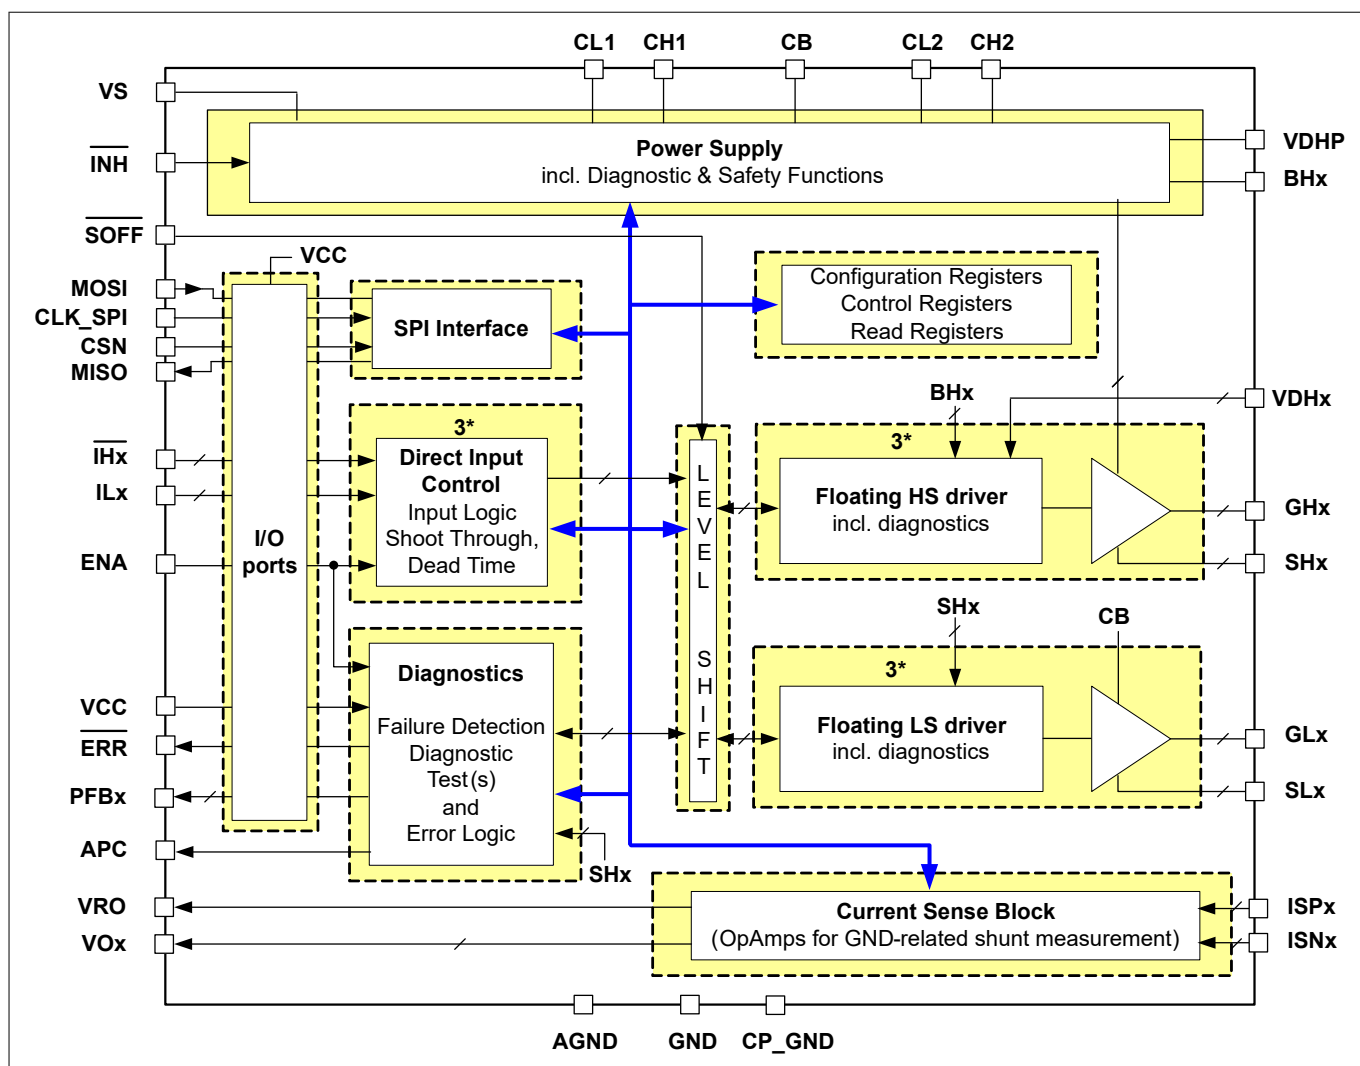 CL1 CH1 CB CL2 CH2
VS
Power Supply
incl. Diagnostic & Safety Functions
VDHP
INH
BHx
SOFF
VCC
MOSI
CLK_SPI
CSN
MISO
SPI Interface
Configuration Registers
Control Registers
Read Registers
BHx
VDHx
IHx
ILx
ENA
I/O
ports
3*
Direct Input
Control
Input Logic
Shoot Through,
Dead Time
LEVEL SHIFT
3*
Floating HS driver
incl. diagnostics
GHx
SHx
SHx
CB
3*
Floating LS driver
incl. diagnostics
GLx
SLx
Diagnostics
Failure Detection
Diagnostic
Test(s)
and
Error Logic
SHx
VCC
ERR
PFBx
APC
VRO
VOx
Current Sense Block
(OpAmps for GND-related shunt measurement)
ISPx
ISNx
AGND GND CP_GND